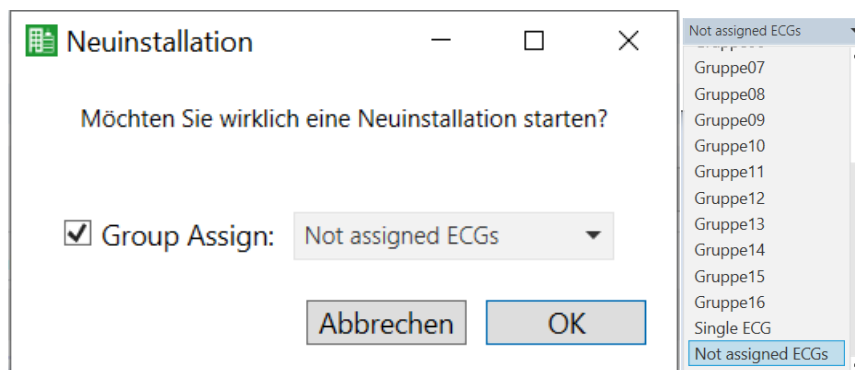 Neuinstallation
Möchten Sie wirklich eine Neuinstallation starten?
Group Assign:
Not assigned ECGs
Abbrechen
OK
Not assigned ECGs
Gruppe07
Gruppe08
Gruppe09
Gruppe10
Gruppe11
Gruppe12
Gruppe13
Gruppe14
Gruppe15
Gruppe16
Single ECG
Not assigned ECGs